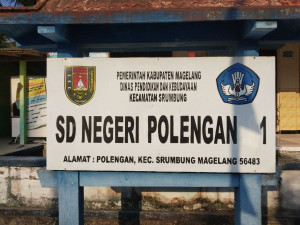 PEMERINTAH KABUPATEN MAGELANG
DINAS PENDIDIKAN dan KEBUDAYAAN
KECAMATAN SRUMBUNG
SD NEGERI POLENGAN 1
ALAMAT : POLENGAN, KEC. SRUMBUNG MAGELANG 56483